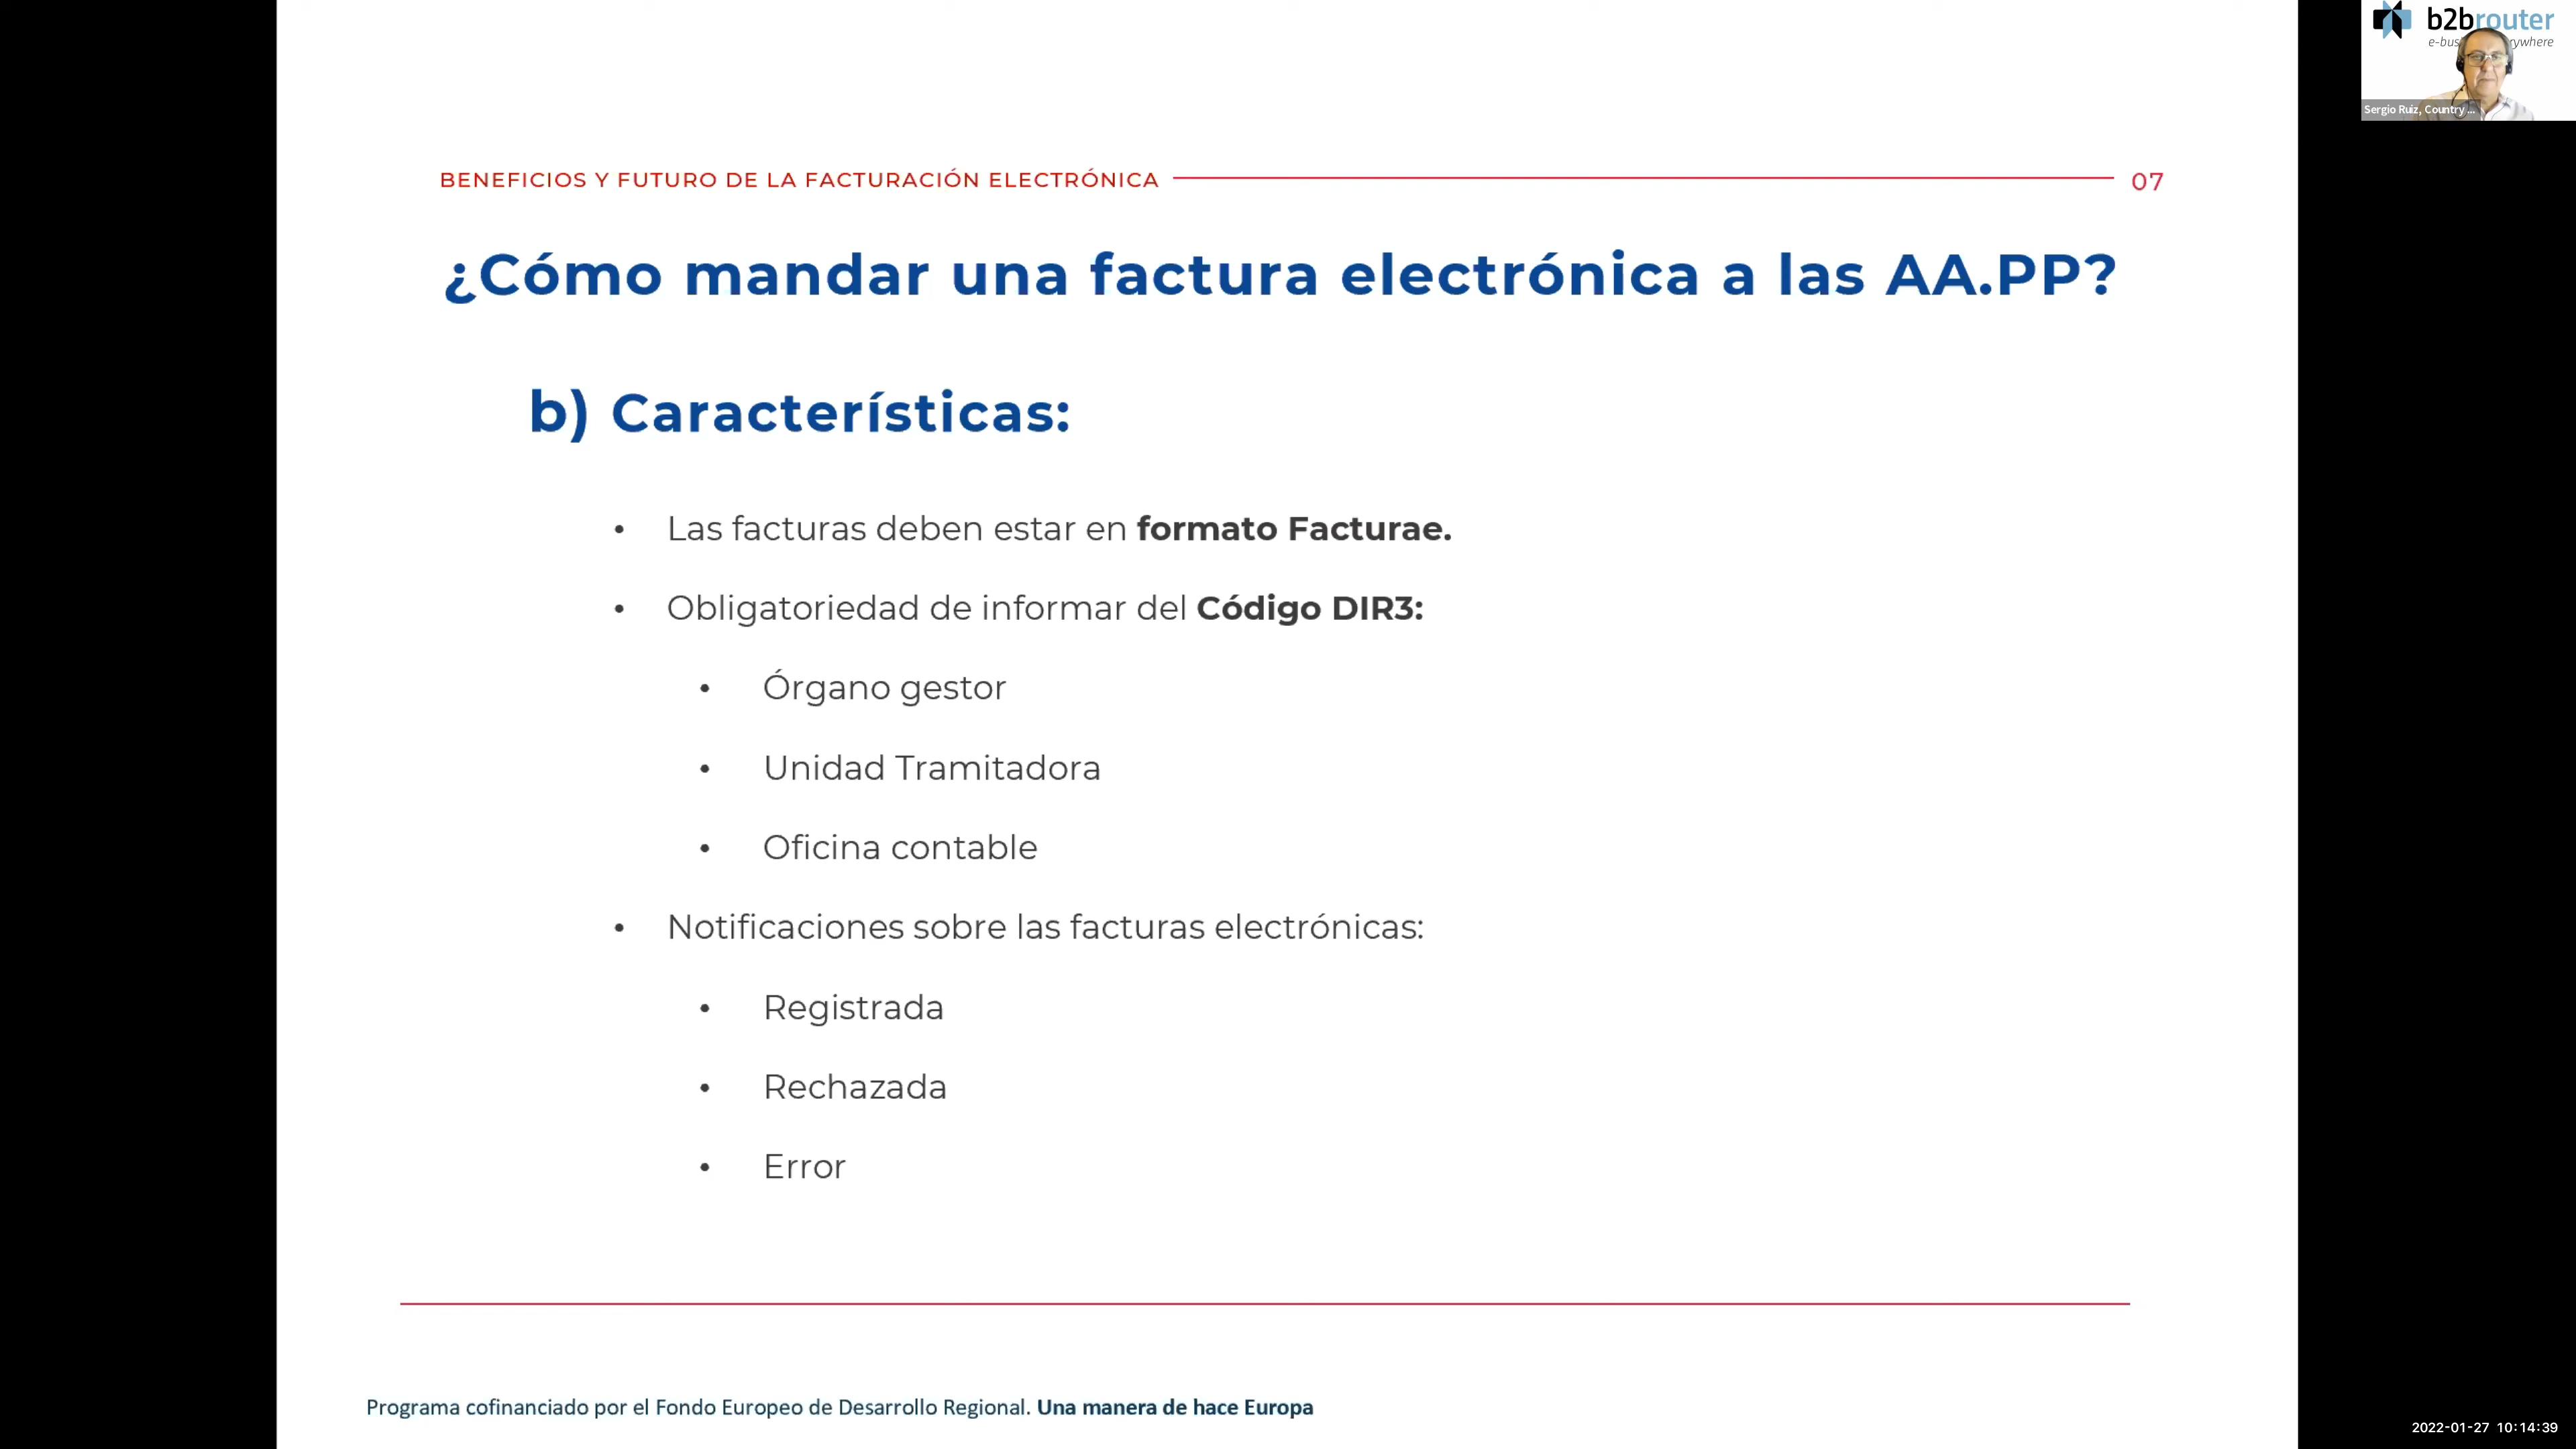 b2brouter
BENEFICIOS Y FUTURO DE LA FACTURACIÓN ELECTRÓNICA
07
¿Cómo mandar una factura electrónica a las AA.PP?
b) Características:
• Las facturas deben estar en formato Facturae.
• Obligatoriedad de informar del Código DIR3:
• Órgano gestor
• Unidad Tramitadora
• Oficina contable
• Notificaciones sobre las facturas electrónicas:
• Registrada
• Rechazada
• Error
Programa cofinanciado por el Fondo Europeo de Desarrollo Regional. Una manera de hace Europa
Sergio Ruiz, Country ...
2022-01-27 10:14:39